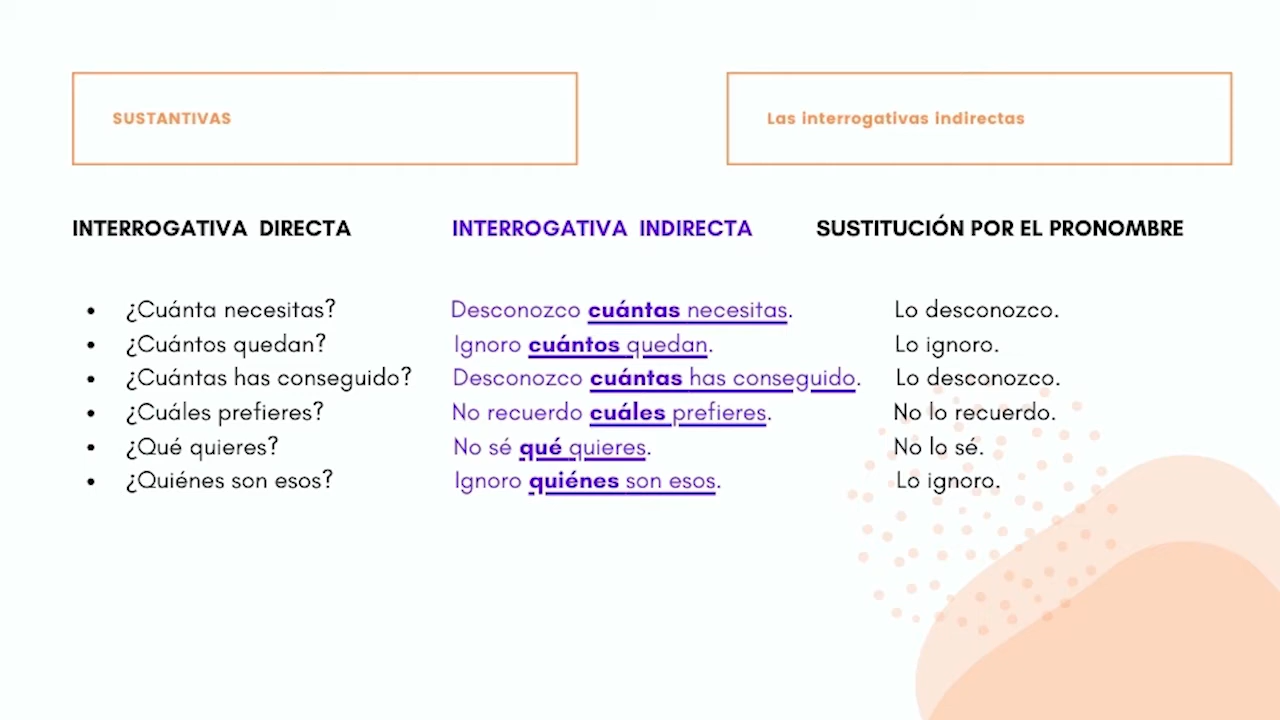 SUSTANTIVAS
Las interrogativas indirectas
INTERROGATIVA DIRECTA
INTERROGATIVA INDIRECTA
SUSTITUCIÓN POR EL PRONOMBRE
• ¿Cuánta necesitas? Desconozco cuántas necesitas. Lo desconozco.
• ¿Cuántos quedan? Ignoro cuántos quedan. Lo ignoro.
• ¿Cuántas has conseguido? Desconozco cuántas has conseguido. Lo desconozco.
• ¿Cuáles prefieres? No recuerdo cuáles prefieres. No lo recuerdo.
• ¿Qué quieres? No sé qué quieres. No lo sé.
• ¿Quiénes son esos? Ignoro quiénes son esos. Lo ignoro.